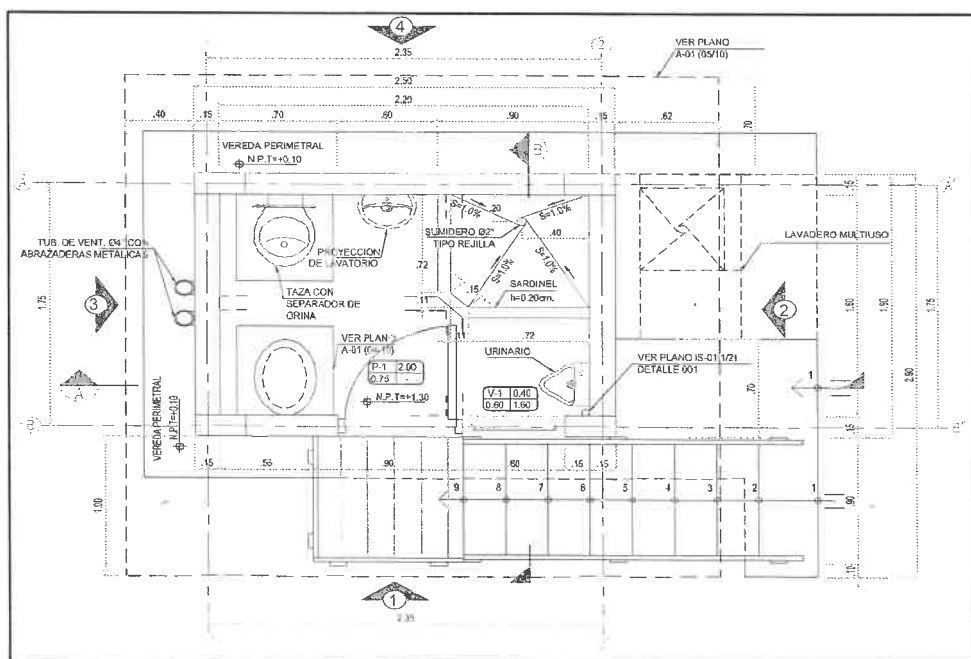 4
2.35
VER PLANO
A-01 (05/10)
2.50
2.20
.40
.15
.70
.60
.90
.15
.62
.70
VEREDA PERIMETRAL
N.P.T=+0.10
B
S=1.0%
.20
S=1.0%
.15
SUMIDERO Ø2"
TIPO REJILLA
.40
PROYECCION
DE LAVATORIO
LAVADERO MULTIUSO
TUB. DE VENT. Ø4" CON
ABRAZADERAS METALICAS
.72
S=1.0%
S=1.0%
SARDINEL
h=0.20cm.
.15
TAZA CON
SEPARADOR DE
ORINA
.11
1.75
3
2
1.60
1.90
1.75
.11
.72
VER PLANO
URINARIO
VER PLANO IS-01 1/2)
DETALLE 001
P-1 2.00
0.75 -
V-1 0.40
0.60 1.60
N.P.T=+1.30
A
1
.70
2.90
VEREDA PERIMETRAL
N.P.T=+0.10
.15
.15
.55
.90
.60
.15
.15
1.00
9
8
7
6
5
4
3
2
1
.90
.10
1
2.35